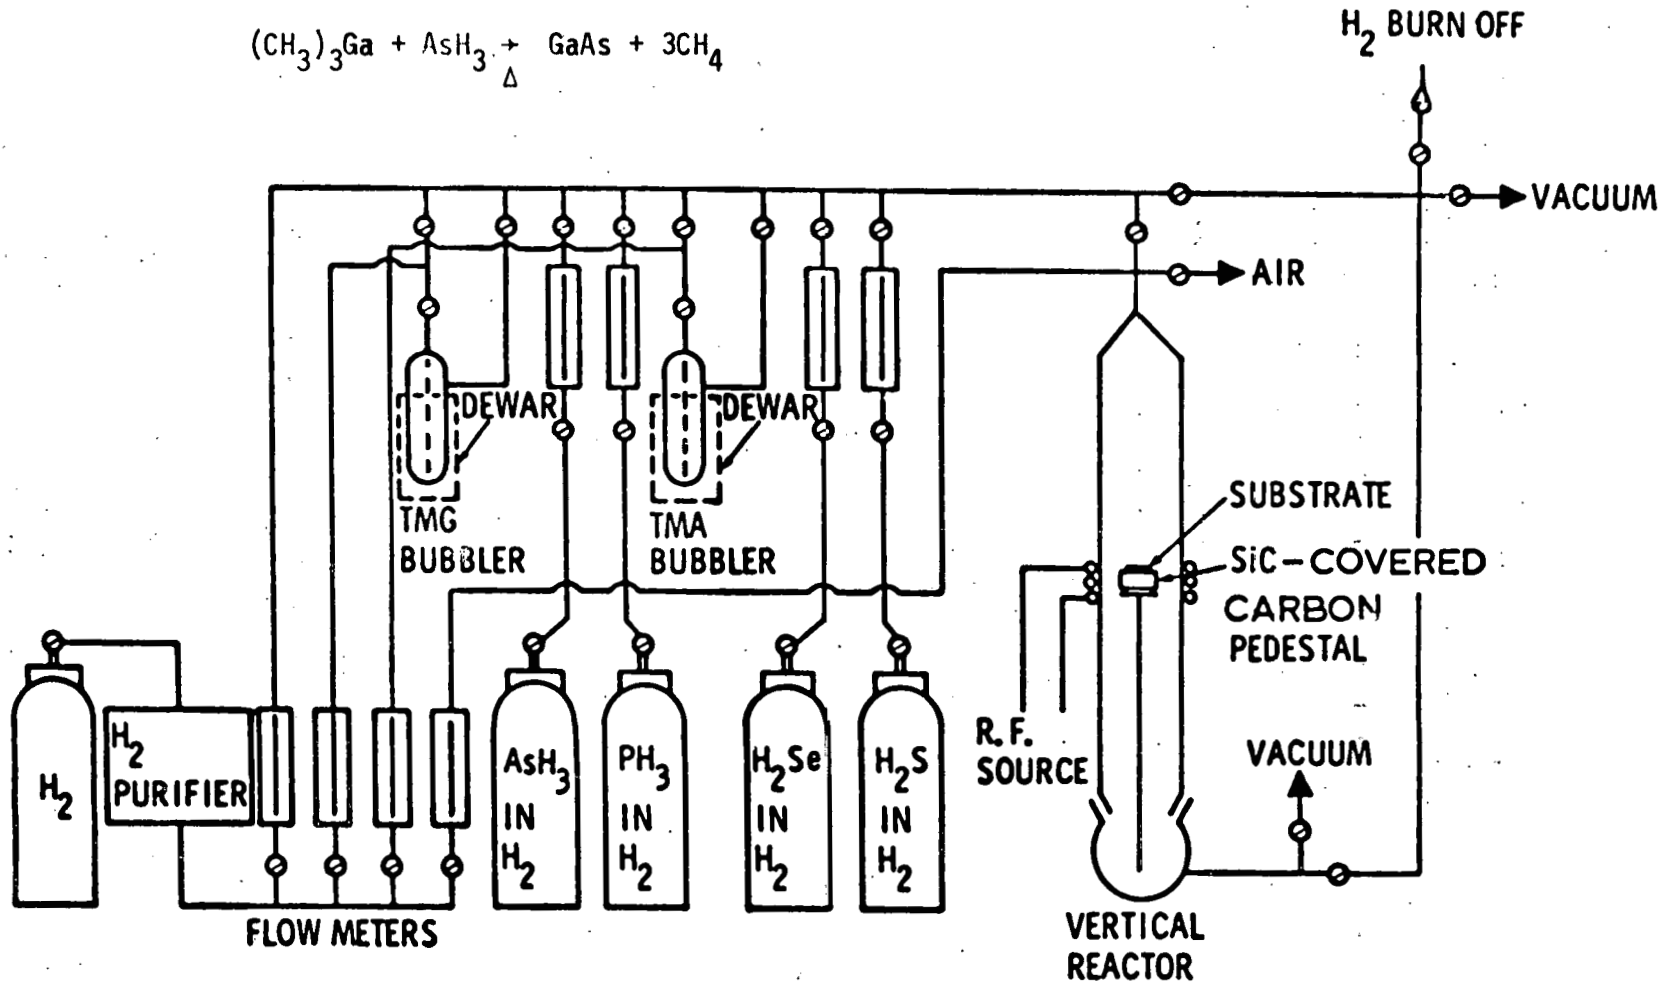 H₂ BURN OFF
(CH₃)₃Ga + AsH₃ → GaAs + 3CH₄
Δ
VACUUM
AIR
DEWAR
DEWAR
TMG
BUBBLER
TMA
BUBBLER
SUBSTRATE
SiC-COVERED
CARBON
PEDESTAL
H₂
H₂
PURIFIER
FLOW METERS
AsH₃
IN
H₂
PH₃
IN
H₂
H₂Se
IN
H₂
H₂S
IN
H₂
R.F.
SOURCE
VACUUM
VERTICAL
REACTOR